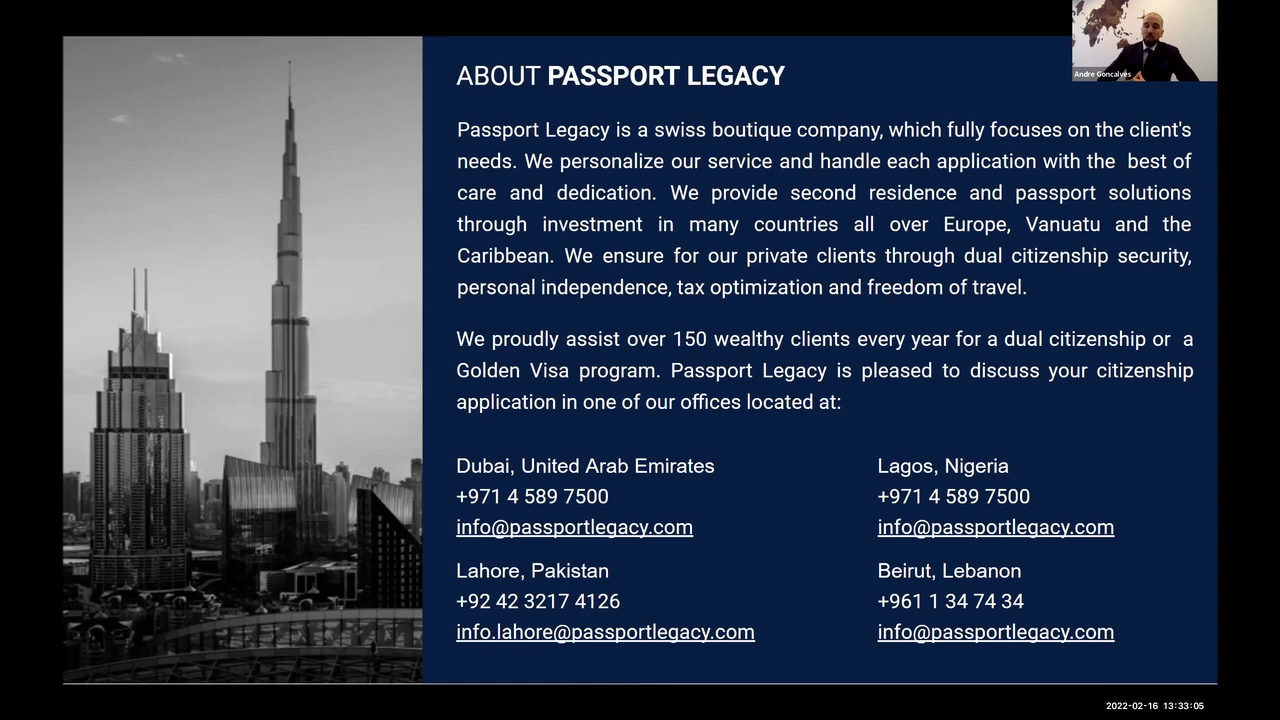 ABOUT PASSPORT LEGACY
Andre Goncalves
Passport Legacy is a swiss boutique company, which fully focuses on the client's
needs. We personalize our service and handle each application with the best of
care and dedication. We provide second residence and passport solutions
through investment in many countries all over Europe, Vanuatu and the
Caribbean. We ensure for our private clients through dual citizenship security,
personal independence, tax optimization and freedom of travel.
We proudly assist over 150 wealthy clients every year for a dual citizenship or a
Golden Visa program. Passport Legacy is pleased to discuss your citizenship
application in one of our offices located at:
Dubai, United Arab Emirates
+971 4 589 7500
info@passportlegacy.com
Lagos, Nigeria
+971 4 589 7500
info@passportlegacy.com
Lahore, Pakistan
+92 42 3217 4126
info.lahore@passportlegacy.com
Beirut, Lebanon
+961 1 34 74 34
info@passportlegacy.com
2022-02-16 13:33:05